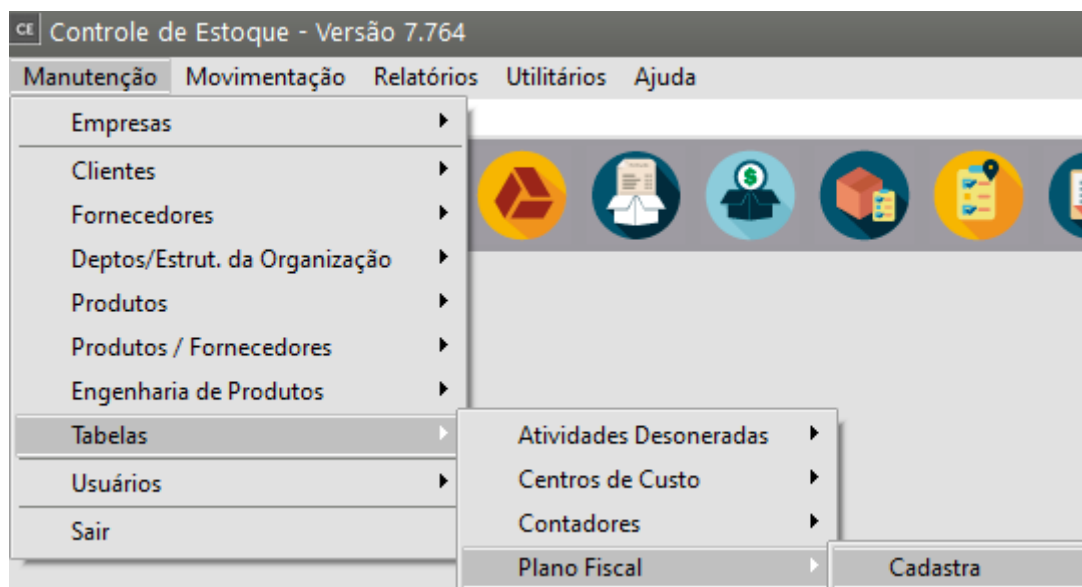 CE Controle de Estoque - Versão 7.764
Manutenção Movimentação Relatórios Utilitários Ajuda
Empresas
Clientes
Fornecedores
Deptos/Estrut. da Organização
Produtos
Produtos / Fornecedores
Engenharia de Produtos
Tabelas
Usuários
Sair
Atividades Desoneradas
Centros de Custo
Contadores
Plano Fiscal
Cadastra